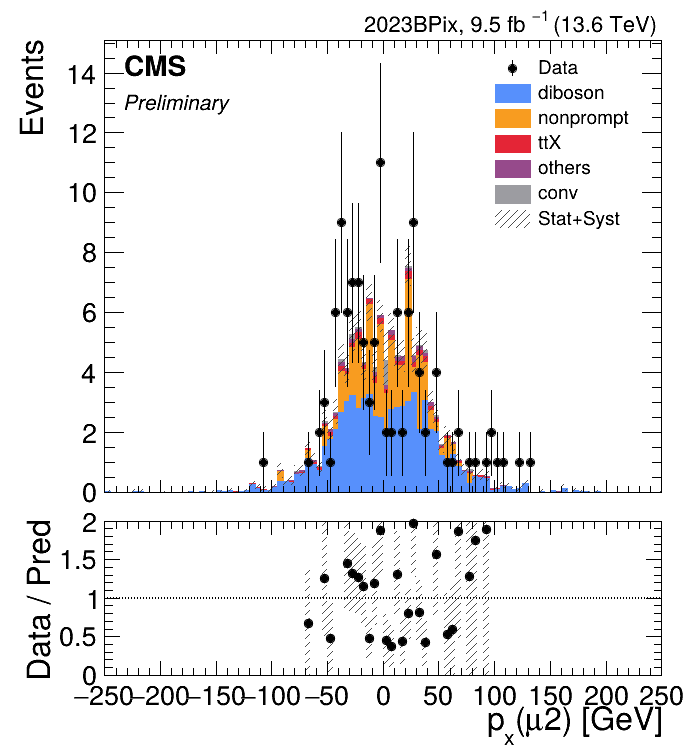 2023BPix, 9.5 fb⁻¹ (13.6 TeV)
CMS
Preliminary
Events
Data
diboson
nonprompt
ttX
others
conv
Stat+Syst
14
12
10
8
6
4
2
0
Data / Pred
2
1.5
1
0.5
0
−250 −200 −150 −100 −50 0 50 100 150 200 250
pₓ(μ2) [GeV]